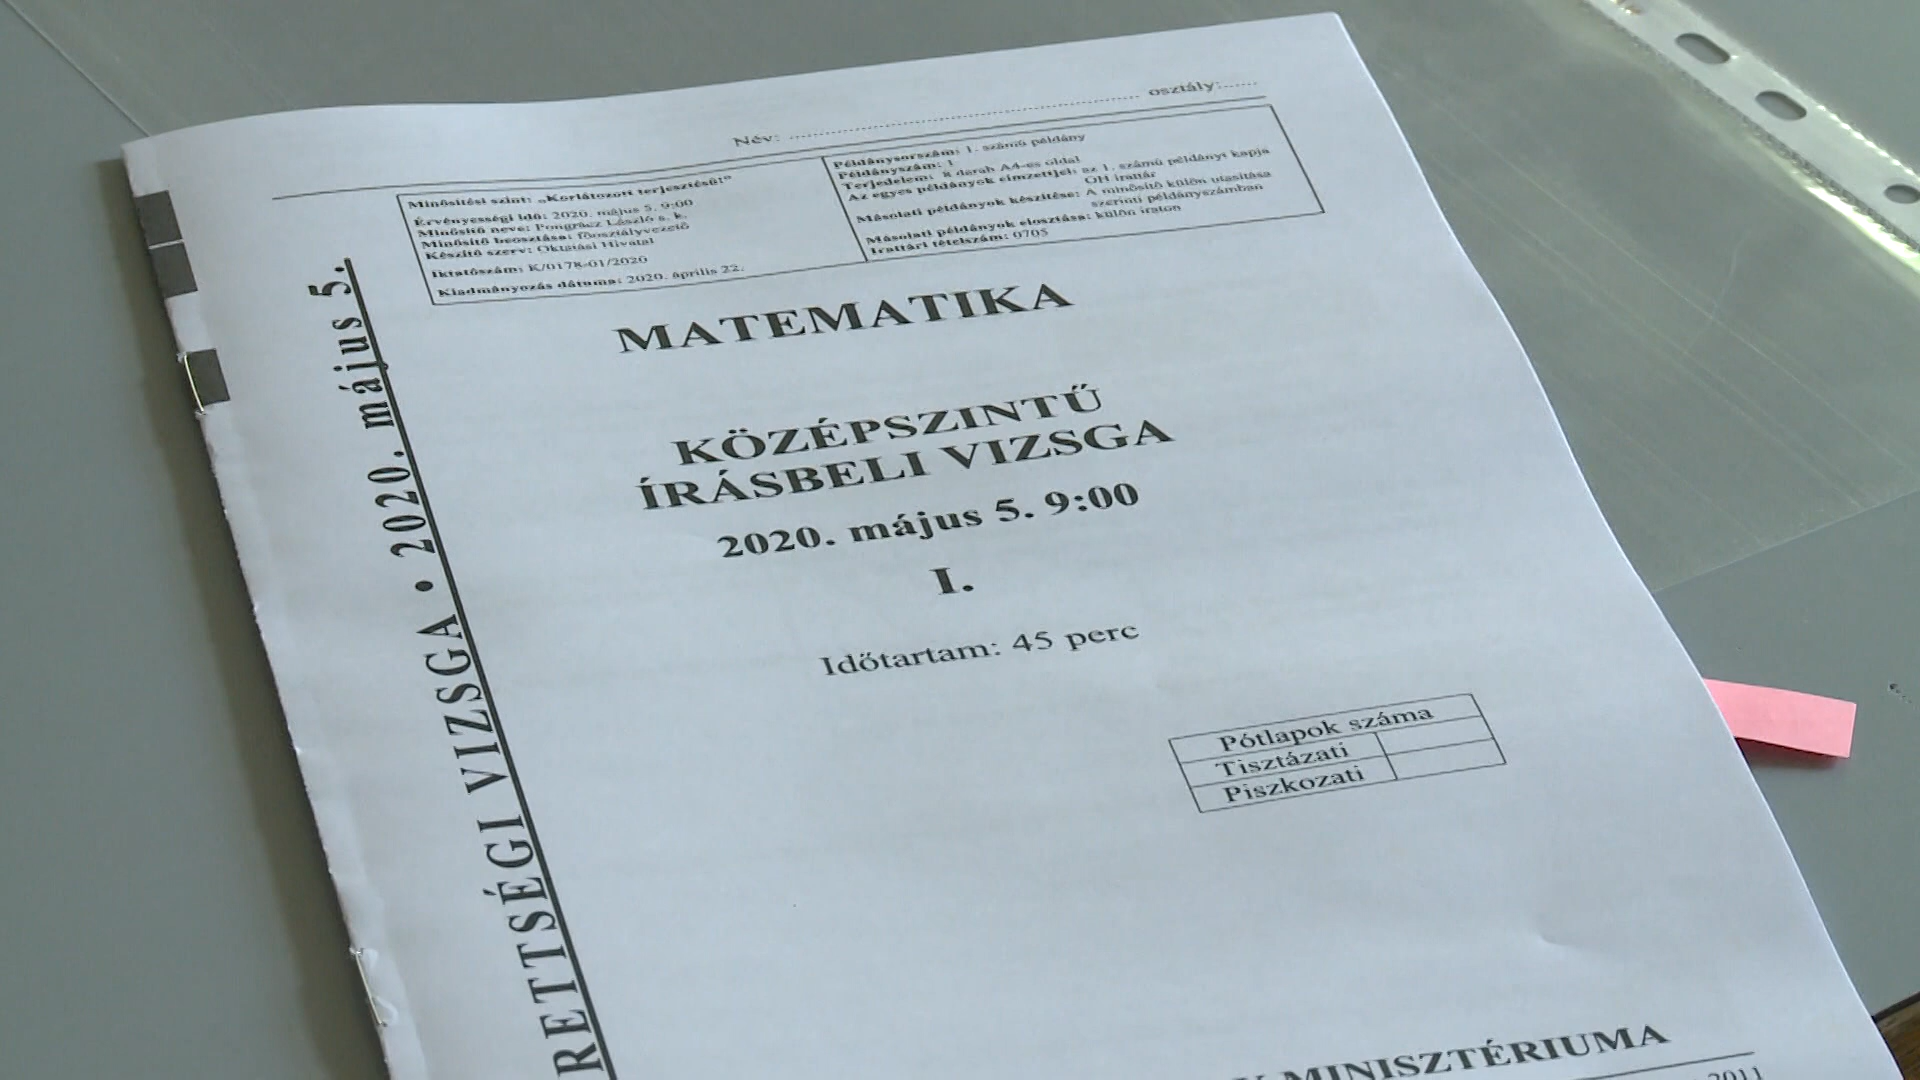 Név: ........................ osztály:......
Minősítési szint: „Korlátozott terjesztésű!”
Érvényességi idő: 2020. május 5. 9:00
Minősítő neve: Pongrácz László s. k.
Minősítő beosztása: főosztályvezető
Készítő szerv: Oktatási Hivatal
Iktatószám: K/0178-01/2020
Kiadmányozás dátuma: 2020. április 22.
Példánysorszám: 1. számú példány
Példányszám: 1
Terjedelem: 8 darab A4-es oldal
Az egyes példányok címzettjei: az 1. számú példányt kapja
OH irattár
Másolati példányok készítése: A minősítő külön utasítása
szerinti példányszámban
Másolati példányok elosztása: külön íraton
Irattári tételszám: 0705
RETTSÉGI VIZSGA • 2020. május 5.
MATEMATIKA
KÖZÉPSZINTŰ
ÍRÁSBELI VIZSGA
2020. május 5. 9:00
I.
Időtartam: 45 perc
Pótlapok száma
Tisztázati
Piszkozati
MINISZTÉRIUMA
2011